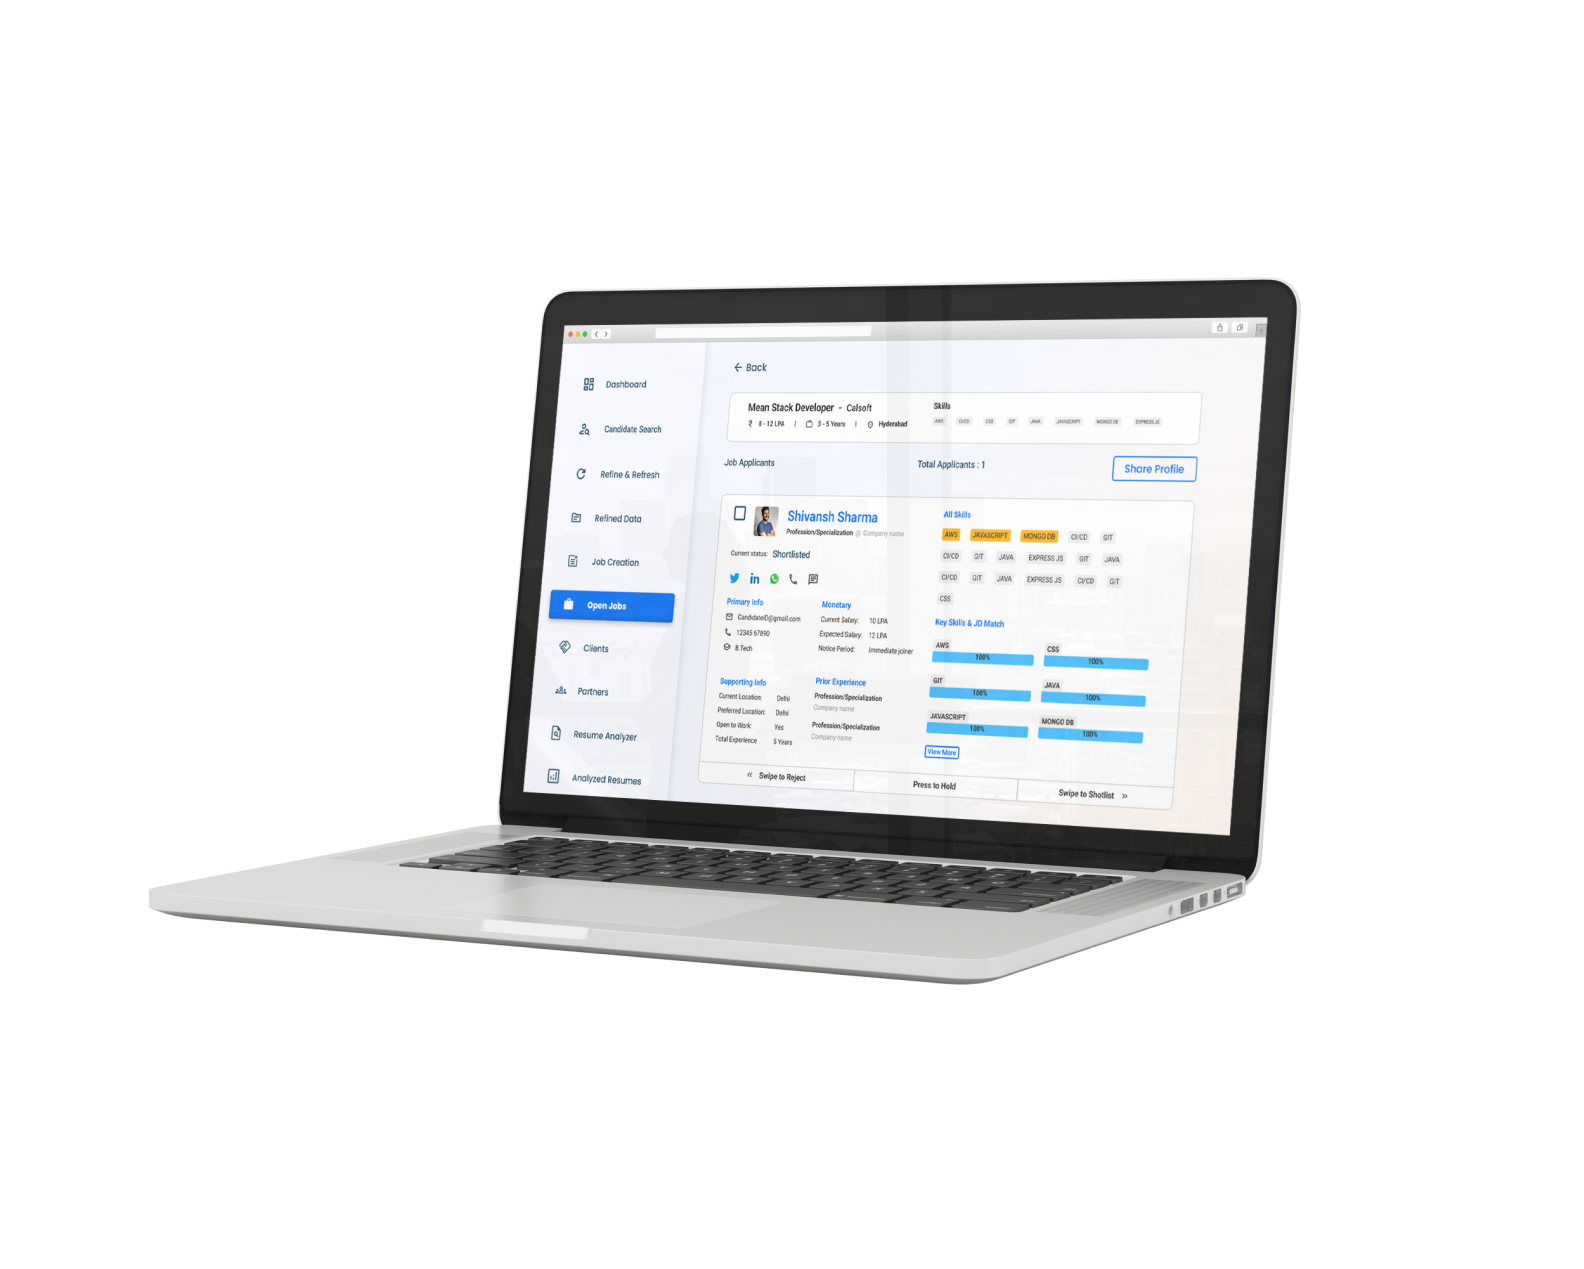 Dashboard
Candidate Search
Refine & Refresh
Refined Data
Job Creation
Open Jobs
Clients
Partners
Resume Analyzer
Analyzed Resumes
Back
Mean Stack Developer - Calsoft
₹ 8 - 12 LPA | 3 - 5 Years | Hyderabad
Skills
AWS CI/CD CSS GIT JAVA JAVASCRIPT MONGO DB EXPRESS JS
Job Applicants
Total Applicants : 1
Share Profile
Shivansh Sharma
Profession/Specialization @ Company name
Current status: Shortlisted
Primary Info
CandidateID@gmail.com
12345 67890
B.Tech
Monetary
Current Salary: 10 LPA
Expected Salary: 12 LPA
Notice Period: Immediate joiner
Supporting Info
Current Location: Delhi
Preferred Location: Delhi
Open to Work: Yes
Total Experience 5 Years
Prior Experience
Profession/Specialization
Company name
Profession/Specialization
Company name
All Skills
AWS JAVASCRIPT MONGO DB CI/CD GIT
CI/CD GIT JAVA EXPRESS JS GIT JAVA
CI/CD GIT JAVA EXPRESS JS CI/CD GIT
CSS
Key Skills & JD Match
AWS
100%
CSS
100%
GIT
100%
JAVA
100%
JAVASCRIPT
100%
MONGO DB
100%
View More
« Swipe to Reject
Press to Hold
Swipe to Shotlist »